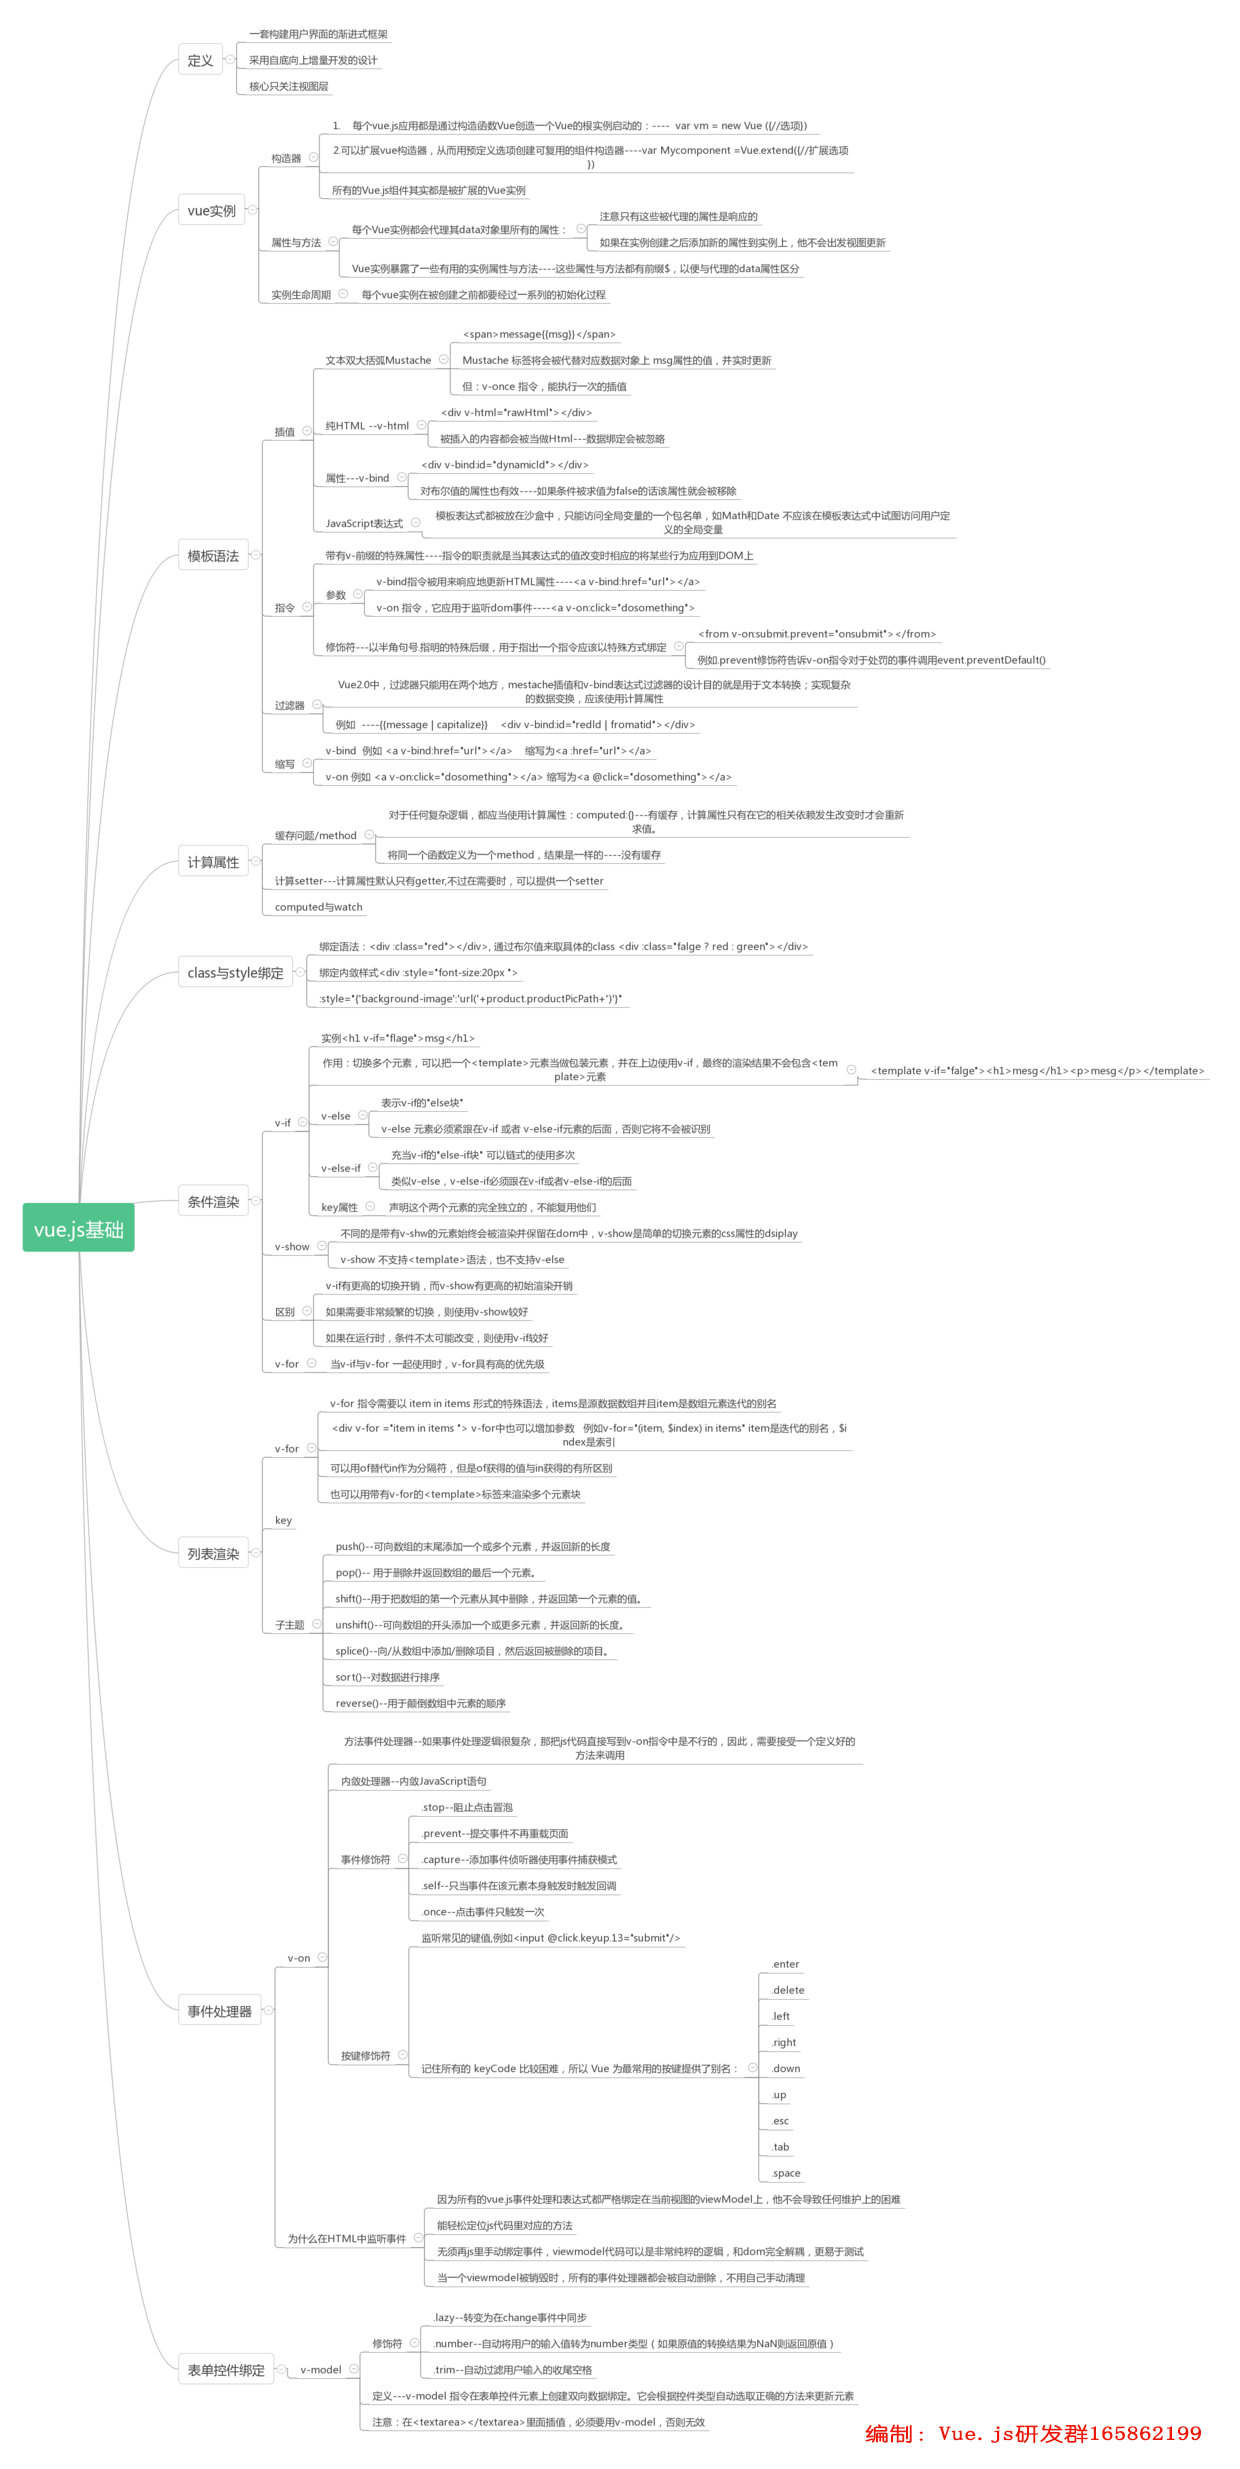 vue.js基础
定义
一套构建用户界面的渐进式框架
采用自底向上增量开发的设计
核心只关注视图层
vue实例
构造器
1.    每个vue.js应用都是通过构造函数Vue创造一个Vue的根实例启动的：----  var vm = new Vue ({//选项})
2.可以扩展vue构造器，从而用预定义选项创建可复用的组件构造器----var Mycomponent =Vue.extend({//扩展选项
})
所有的Vue.js组件其实都是被扩展的Vue实例
属性与方法
每个Vue实例都会代理其data对象里所有的属性：
注意只有这些被代理的属性是响应的
如果在实例创建之后添加新的属性到实例上，他不会出发视图更新
Vue实例暴露了一些有用的实例属性与方法----这些属性与方法都有前缀$，以便与代理的data属性区分
实例生命周期
每个vue实例在被创建之前都要经过一系列的初始化过程
模板语法
插值
文本双大括弧Mustache
<span>message{{msg}}</span>
Mustache 标签将会被代替对应数据对象上 msg属性的值，并实时更新
但：v-once 指令，能执行一次的插值
纯HTML --v-html
<div v-html="rawHtml"></div>
被插入的内容都会被当做Html---数据绑定会被忽略
属性---v-bind
<div v-bind:id="dynamicId"></div>
对布尔值的属性也有效----如果条件被求值为false的话该属性就会被移除
JavaScript表达式
模板表达式都被放在沙盒中，只能访问全局变量的一个包名单，如Math和Date 不应该在模板表达式中试图访问用户定
义的全局变量
指令
带有v-前缀的特殊属性----指令的职责就是当其表达式的值改变时相应的将某些行为应用到DOM上
参数
v-bind指令被用来响应地更新HTML属性----<a v-bind:href="url"></a>
v-on 指令，它应用于监听dom事件----<a v-on:click="dosomething">
修饰符---以半角句号.指明的特殊后缀，用于指出一个指令应该以特殊方式绑定
<from v-on:submit.prevent="onsubmit"></from>
例如.prevent修饰符告诉v-on指令对于处罚的事件调用event.preventDefault()
过滤器
Vue2.0中，过滤器只能用在两个地方，mestache插值和v-bind表达式过滤器的设计目的就是用于文本转换；实现复杂
的数据变换，应该使用计算属性
例如  ----{{message | capitalize}}    <div v-bind:id="redId | fromatid"></div>
缩写
v-bind  例如 <a v-bind:href="url"></a>    缩写为<a :href="url"></a>
v-on 例如 <a v-on:click="dosomething"></a> 缩写为<a @click="dosomething"></a>
计算属性
缓存问题/method
对于任何复杂逻辑，都应当使用计算属性：computed:{}---有缓存，计算属性只有在它的相关依赖发生改变时才会重新
求值。
将同一个函数定义为一个method，结果是一样的----没有缓存
计算setter---计算属性默认只有getter,不过在需要时，可以提供一个setter
computed与watch
class与style绑定
绑定语法：<div :class="red"></div>, 通过布尔值来取具体的class <div :class="falge ? red : green"></div>
绑定内敛样式<div :style="font-size:20px ">
:style="{'background-image':'url('+product.productPicPath+')'}"
条件渲染
v-if
实例<h1 v-if="flage">msg</h1>
作用：切换多个元素，可以把一个<template>元素当做包装元素，并在上边使用v-if，最终的渲染结果不会包含<tem
plate>元素
<template v-if="falge"><h1>mesg</h1><p>mesg</p></template>
v-else
表示v-if的"else块"
v-else 元素必须紧跟在v-if 或者 v-else-if元素的后面，否则它将不会被识别
v-else-if
充当v-if的"else-if块" 可以链式的使用多次
类似v-else，v-else-if必须跟在v-if或者v-else-if的后面
key属性
声明这个两个元素的完全独立的，不能复用他们
v-show
不同的是带有v-shw的元素始终会被渲染并保留在dom中，v-show是简单的切换元素的css属性的dsiplay
v-show 不支持<template>语法，也不支持v-else
区别
v-if有更高的切换开销，而v-show有更高的初始渲染开销
如果需要非常频繁的切换，则使用v-show较好
如果在运行时，条件不太可能改变，则使用v-if较好
v-for
当v-if与v-for 一起使用时，v-for具有高的优先级
列表渲染
v-for
v-for 指令需要以 item in items 形式的特殊语法，items是源数据数组并且item是数组元素迭代的别名
<div v-for ="item in items "> v-for中也可以增加参数   例如v-for="(item, $index) in items" item是迭代的别名，$i
ndex是索引
可以用of替代in作为分隔符，但是of获得的值与in获得的有所区别
也可以用带有v-for的<template>标签来渲染多个元素块
key
子主题
push()--可向数组的末尾添加一个或多个元素，并返回新的长度
pop()-- 用于删除并返回数组的最后一个元素。
shift()--用于把数组的第一个元素从其中删除，并返回第一个元素的值。
unshift()--可向数组的开头添加一个或更多元素，并返回新的长度。
splice()--向/从数组中添加/删除项目，然后返回被删除的项目。
sort()--对数据进行排序
reverse()--用于颠倒数组中元素的顺序
事件处理器
v-on
方法事件处理器--如果事件处理逻辑很复杂，那把js代码直接写到v-on指令中是不行的，因此，需要接受一个定义好的
方法来调用
内敛处理器--内敛JavaScript语句
事件修饰符
.stop--阻止点击冒泡
.prevent--提交事件不再重载页面
.capture--添加事件侦听器使用事件捕获模式
.self--只当事件在该元素本身触发时触发回调
.once--点击事件只触发一次
按键修饰符
监听常见的键值,例如<input @click.keyup.13="submit"/>
记住所有的 keyCode 比较困难，所以 Vue 为最常用的按键提供了别名：
.enter
.delete
.left
.right
.down
.up
.esc
.tab
.space
为什么在HTML中监听事件
因为所有的vue.js事件处理和表达式都严格绑定在当前视图的viewModel上，他不会导致任何维护上的困难
能轻松定位js代码里对应的方法
无须再js里手动绑定事件，viewmodel代码可以是非常纯粹的逻辑，和dom完全解耦，更易于测试
当一个viewmodel被销毁时，所有的事件处理器都会被自动删除，不用自己手动清理
表单控件绑定
v-model
修饰符
.lazy--转变为在change事件中同步
.number--自动将用户的输入值转为number类型（如果原值的转换结果为NaN则返回原值）
.trim--自动过滤用户输入的收尾空格
定义---v-model 指令在表单控件元素上创建双向数据绑定。它会根据控件类型自动选取正确的方法来更新元素
注意：在<textarea></textarea>里面插值，必须要用v-model，否则无效
编制：Vue.js研发群165862199